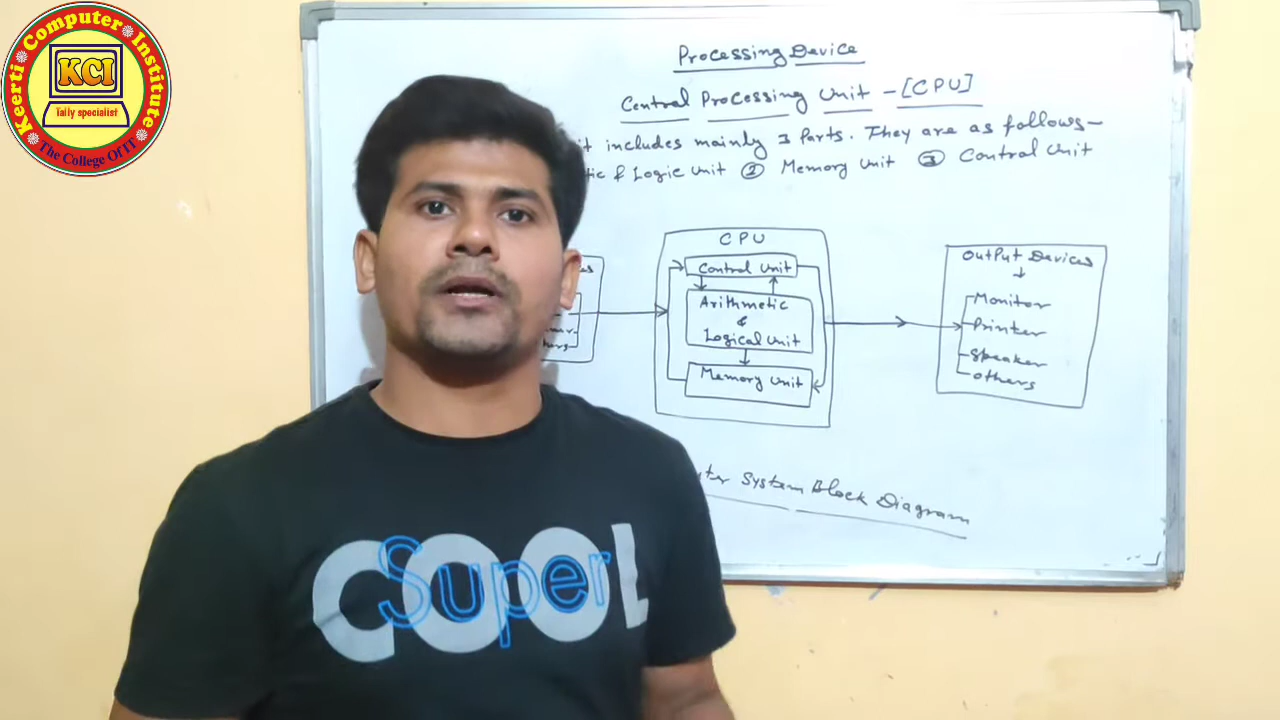 Keerti Computer Institute
KCI
Tally specialist
The College Of IT
Processing Device
Central Processing Unit - [CPU]
it includes mainly 3 Parts. They are as follows-
& Logic Unit ② Memory Unit ③ Control Unit
CPU
Control Unit
Arithmetic
&
Logical Unit
Memory Unit
OutPut Devices
Monitor
Printer
Speaker
others
System Block Diagram
COOL
Super